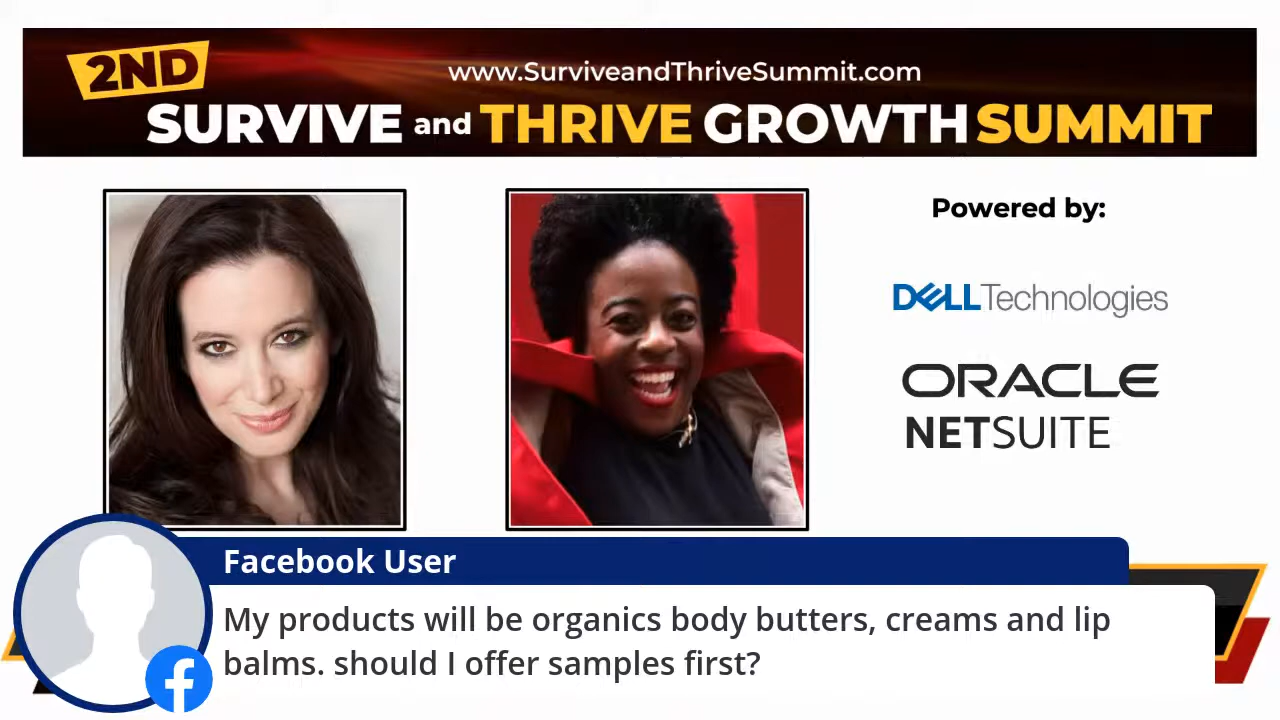 2ND
www.SurviveandThriveSummit.com
SURVIVE and THRIVE GROWTH SUMMIT
Powered by:
DELL Technologies
ORACLE
NETSUITE
Facebook User
My products will be organics body butters, creams and lip
balms. should I offer samples first?